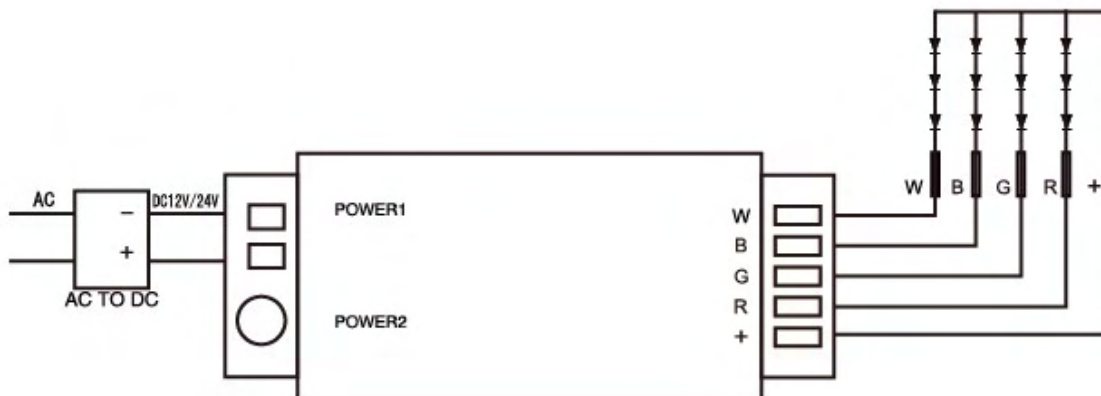 AC
−
DC12V/24V
+
AC TO DC
POWER1
POWER2
W
B
G
R
+
W B G R +